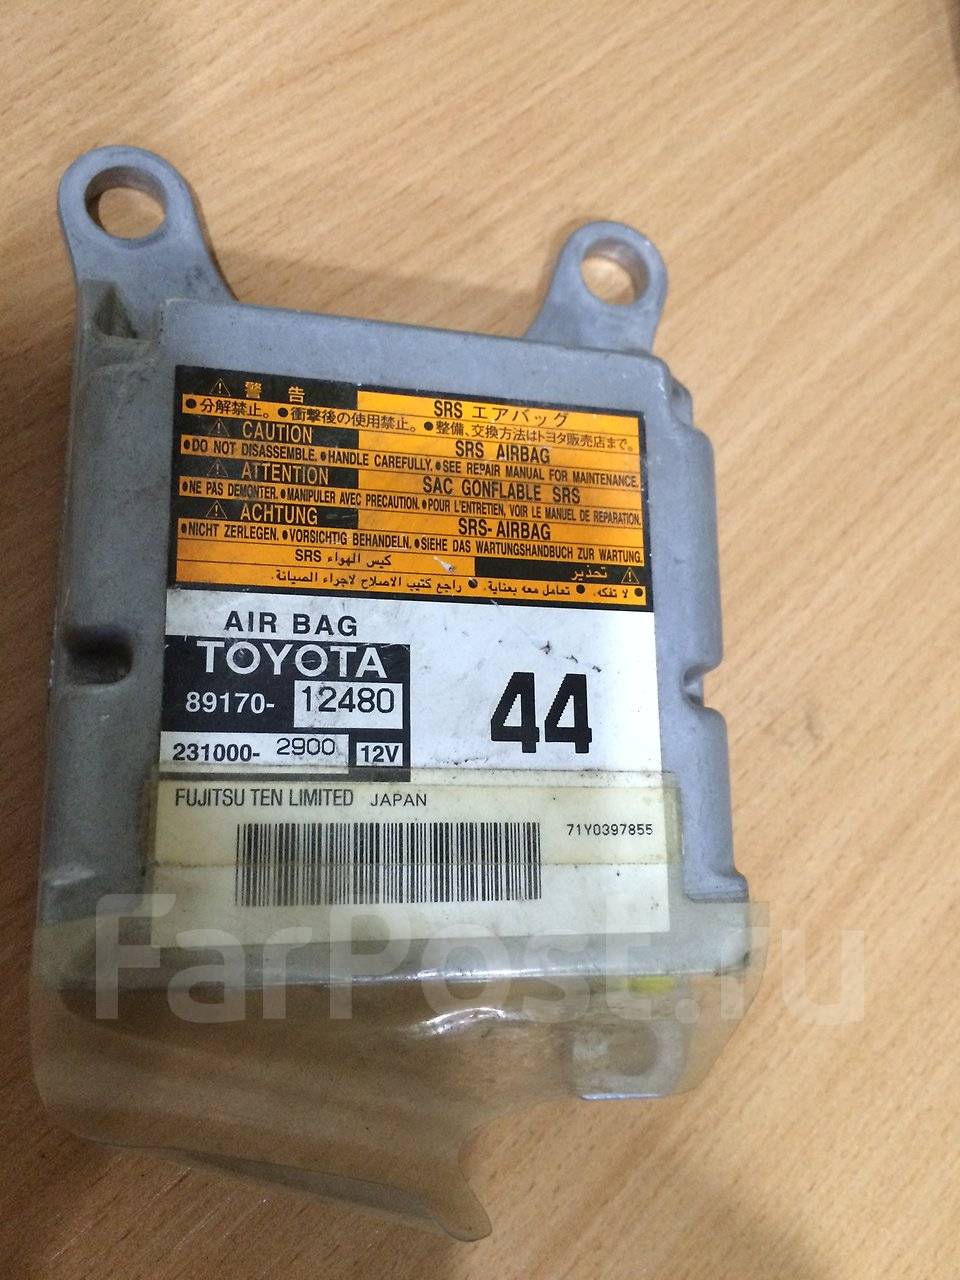 ⚠ 警告 SRS エアバッグ
●分解禁止。 ●衝撃後の使用禁止。 ●整備、交換方法はトヨタ販売店まで。
⚠ CAUTION SRS AIRBAG
●DO NOT DISASSEMBLE. ●HANDLE CAREFULLY. ●SEE REPAIR MANUAL FOR MAINTENANCE.
⚠ ATTENTION SAC GONFLABLE SRS
●NE PAS DEMONTER. ●MANIPULER AVEC PRECAUTION. ●POUR L'ENTRETIEN, VOIR LE MANUEL DE REPARATION.
⚠ ACHTUNG SRS-AIRBAG
●NICHT ZERLEGEN. ●VORSICHTIG BEHANDELN. ●SIEHE DAS WARTUNGSHANDBUCH ZUR WARTUNG.
⚠ تحذير كيس الهواء SRS
● لا تفكه. ● تعامل معه بعناية. ● راجع كتيب الاصلاح لاجراء الصيانة.
AIR BAG
TOYOTA
89170- 12480
44
231000- 2900 12V
FUJITSU TEN LIMITED JAPAN
71Y0397855
FarPost.ru